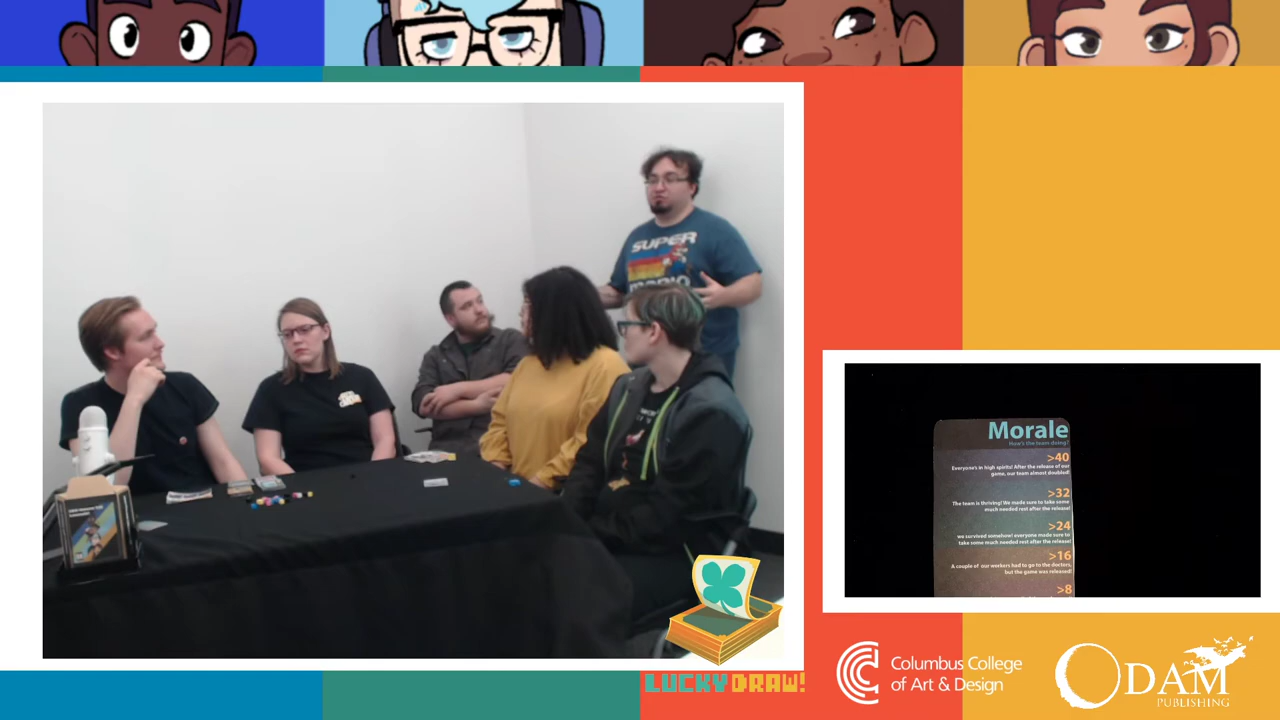 SUPER
MARIO
Morale
How's the team doing?
>40
Everyone's in high spirits! After the release of our
game, our team almost doubled!
>32
The team is thriving! We made sure to take some
much needed rest after the release!
>24
we survived somehow! everyone made sure to
take some much needed rest after the release!
>16
A couple of our workers had to go to the doctors,
but the game was released!
>8
LUCKY DRAW!
Columbus College
of Art & Design
ODAM
PUBLISHING